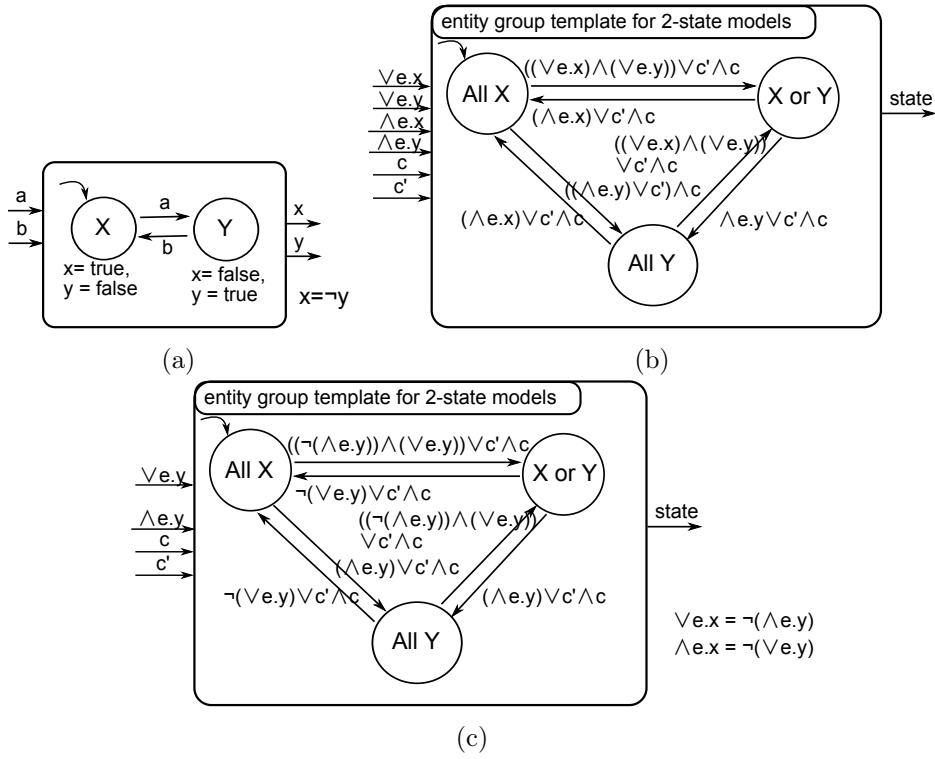 entity group template for 2-state models
All X
((∨e.x)∧(∨e.y))∨c'∧c
X or Y
(∧e.x)∨c'∧c
∨e.x
∨e.y
∧e.x
∧e.y
c
c'
state
((∨e.x)∧(∨e.y))
∨c'∧c
((∧e.y)∨c')∧c
(∧e.x)∨c'∧c
∧e.y∨c'∧c
All Y
a
b
X
a
b
Y
x
y
x= true,
y = false
x= false,
y = true
x=¬y
(a)
(b)
entity group template for 2-state models
All X
((¬(∧e.y))∧(∨e.y))∨c'∧c
X or Y
¬(∨e.y)∨c'∧c
∨e.y
∧e.y
c
c'
state
((¬(∧e.y))∧(∨e.y))
∨c'∧c
(∧e.y)∨c'∧c
¬(∨e.y)∨c'∧c
(∧e.y)∨c'∧c
All Y
∨e.x = ¬(∧e.y)
∧e.x = ¬(∨e.y)
(c)